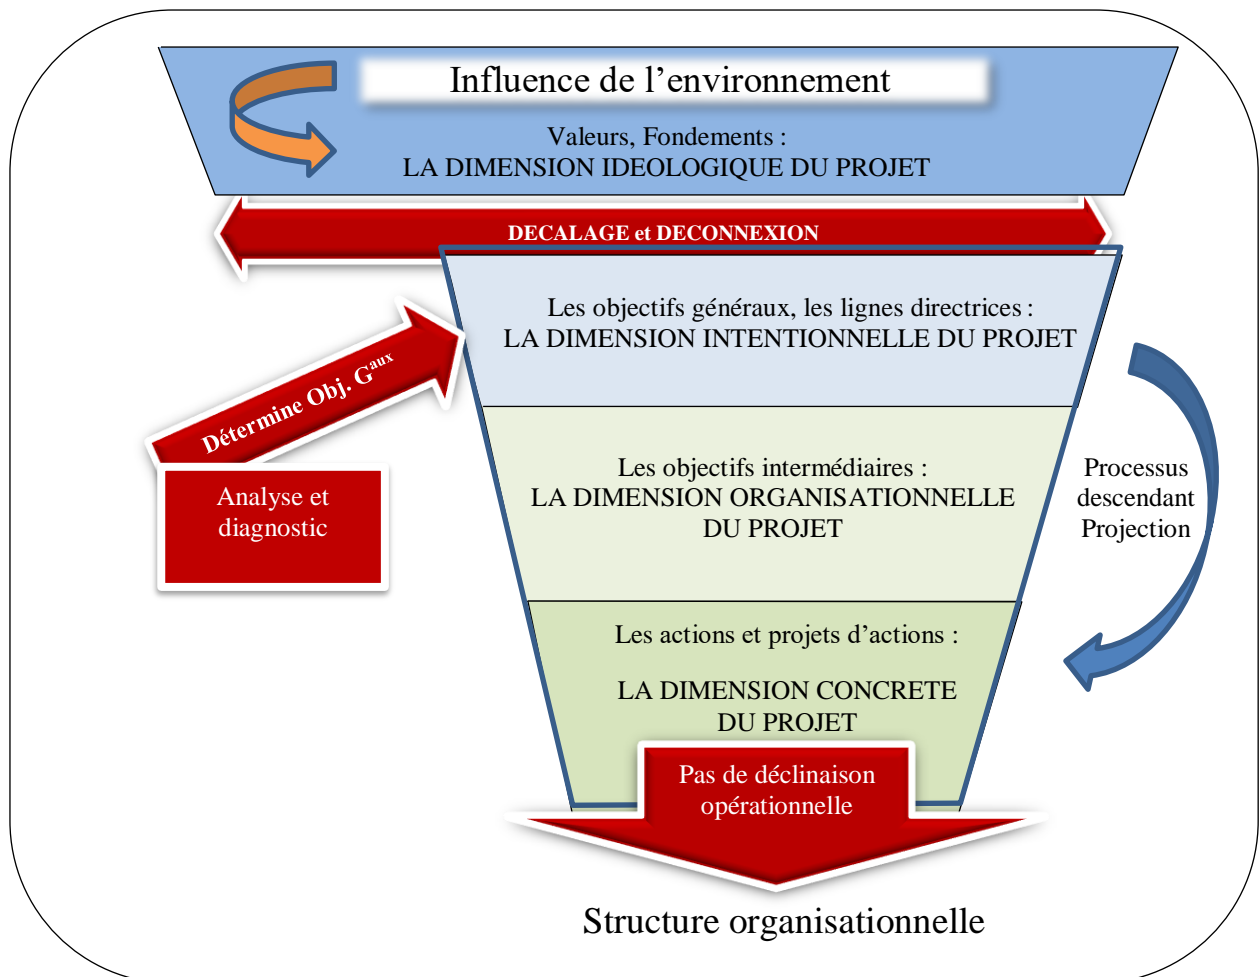 Influence de l’environnement
Valeurs, Fondements :
LA DIMENSION IDEOLOGIQUE DU PROJET
DECALAGE et DECONNEXION
Les objectifs généraux, les lignes directrices :
LA DIMENSION INTENTIONNELLE DU PROJET
Détermine Obj. Gaux
Analyse et
diagnostic
Les objectifs intermédiaires :
LA DIMENSION ORGANISATIONNELLE
DU PROJET
Processus
descendant
Projection
Les actions et projets d’actions :
LA DIMENSION CONCRETE
DU PROJET
Pas de déclinaison
opérationnelle
Structure organisationnelle